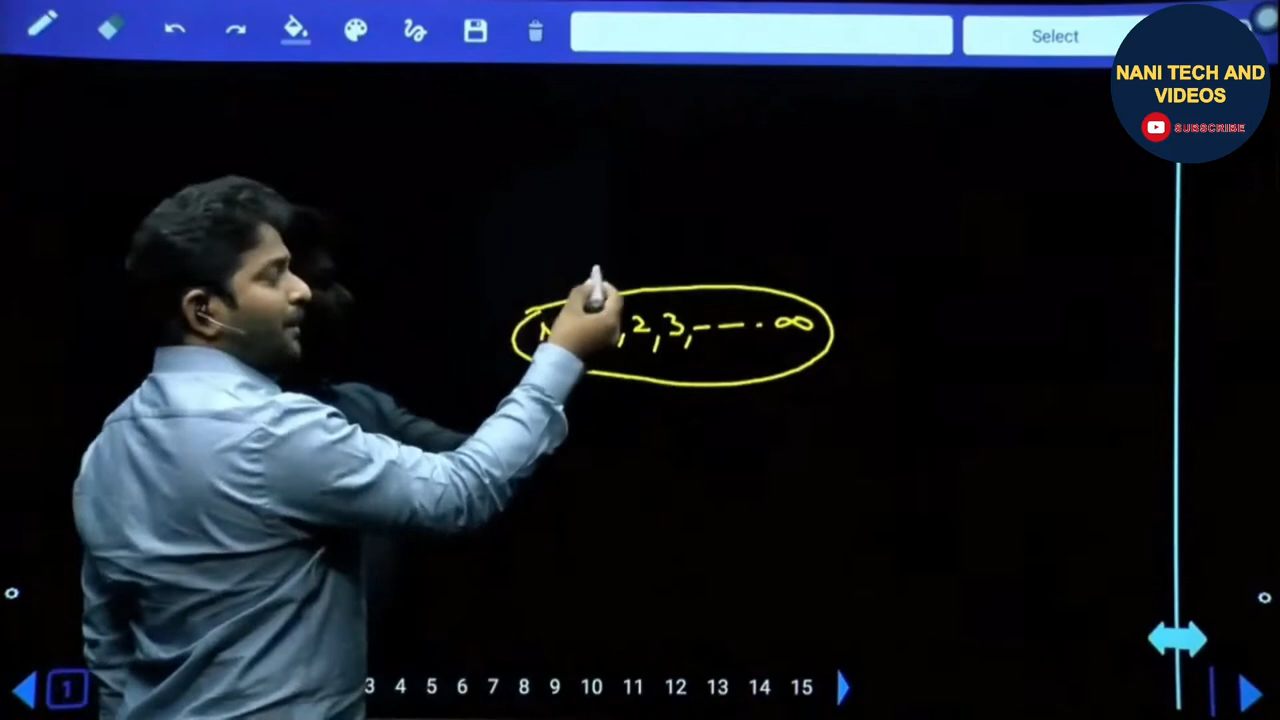 Select
NANI TECH AND
VIDEOS
SUBSCRIBE
,2,3,--- . ∞
1
3 4 5 6 7 8 9 10 11 12 13 14 15